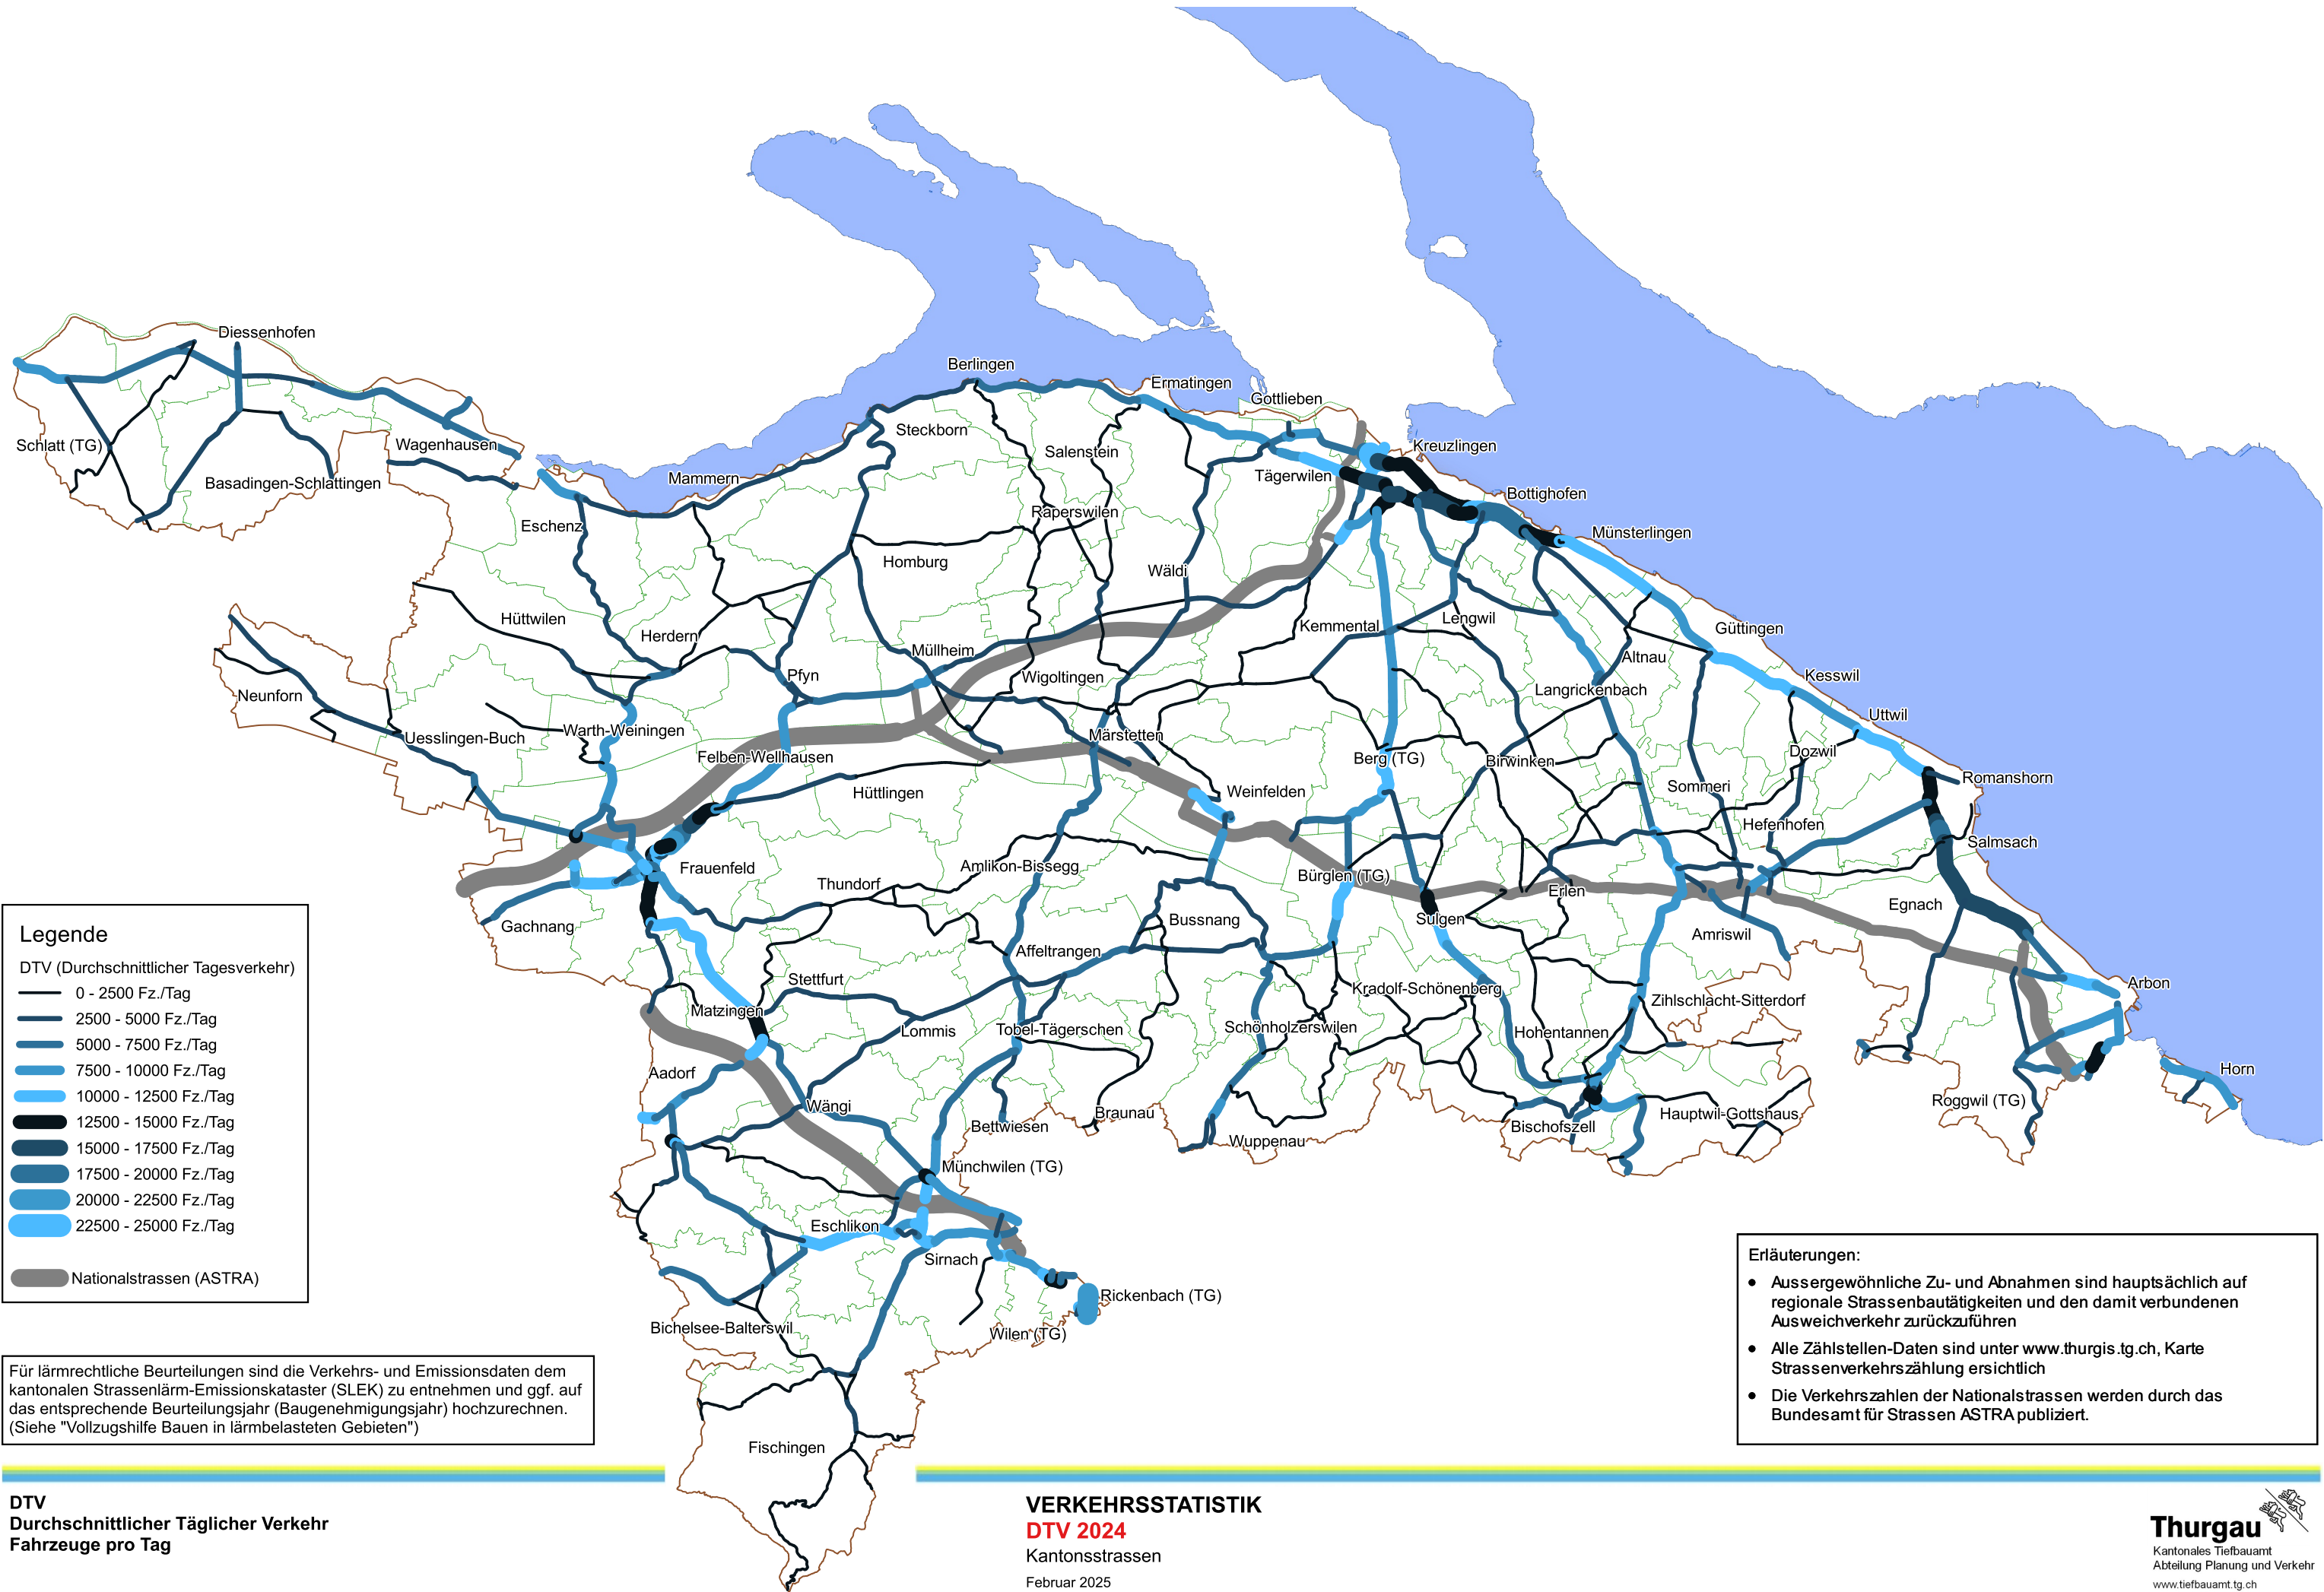 Diessenhofen
Berlingen
Ermatingen
Gottlieben
Schlatt (TG)
Wagenhausen
Steckborn
Kreuzlingen
Salenstein
Basadingen-Schlattingen
Mammern
Tägerwilen
Bottighofen
Eschenz
Raperswilen
Münsterlingen
Homburg
Wäldi
Hüttwilen
Herdern
Kemmental
Lengwil
Güttingen
Müllheim
Altnau
Neunforn
Pfyn
Wigoltingen
Langrickenbach
Kesswil
Uesslingen-Buch
Warth-Weiningen
Märstetten
Uttwil
Felben-Wellhausen
Berg (TG)
Birwinken
Dozwil
Hüttlingen
Weinfelden
Sommeri
Romanshorn
Hefenhofen
Salmsach
Frauenfeld
Amlikon-Bissegg
Bürglen (TG)
Thundorf
Erlen
Egnach
Gachnang
Bussnang
Sulgen
Amriswil
Affeltrangen
Stettfurt
Kradolf-Schönenberg
Arbon
Matzingen
Zihlschlacht-Sitterdorf
Lommis
Tobel-Tägerschen
Schönholzerswilen
Hohentannen
Aadorf
Horn
Wängi
Braunau
Roggwil (TG)
Bettwiesen
Hauptwil-Gottshaus
Wuppenau
Bischofszell
Münchwilen (TG)
Eschlikon
Sirnach
Rickenbach (TG)
Bichelsee-Balterswil
Wilen (TG)
Fischingen
Legende
DTV (Durchschnittlicher Tagesverkehr)
0 - 2500 Fz./Tag
2500 - 5000 Fz./Tag
5000 - 7500 Fz./Tag
7500 - 10000 Fz./Tag
10000 - 12500 Fz./Tag
12500 - 15000 Fz./Tag
15000 - 17500 Fz./Tag
17500 - 20000 Fz./Tag
20000 - 22500 Fz./Tag
22500 - 25000 Fz./Tag
Nationalstrassen (ASTRA)
Für lärmrechtliche Beurteilungen sind die Verkehrs- und Emissionsdaten dem
kantonalen Strassenlärm-Emissionskataster (SLEK) zu entnehmen und ggf. auf
das entsprechende Beurteilungsjahr (Baugenehmigungsjahr) hochzurechnen.
(Siehe "Vollzugshilfe Bauen in lärmbelasteten Gebieten")
Erläuterungen:
• Aussergewöhnliche Zu- und Abnahmen sind hauptsächlich auf
regionale Strassenbautätigkeiten und den damit verbundenen
Ausweichverkehr zurückzuführen
• Alle Zählstellen-Daten sind unter www.thurgis.tg.ch, Karte
Strassenverkehrszählung ersichtlich
• Die Verkehrszahlen der Nationalstrassen werden durch das
Bundesamt für Strassen ASTRA publiziert.
DTV
Durchschnittlicher Täglicher Verkehr
Fahrzeuge pro Tag
VERKEHRSSTATISTIK
DTV 2024
Kantonsstrassen
Februar 2025
Thurgau
Kantonales Tiefbauamt
Abteilung Planung und Verkehr
www.tiefbauamt.tg.ch